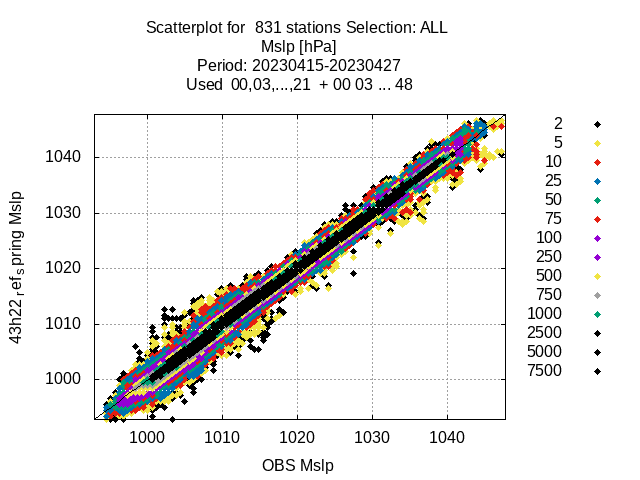 Scatterplot for  831 stations Selection: ALL
Mslp [hPa]
Period: 20230415-20230427
Used  00,03,...,21  + 00 03 ... 48
43h22_ref_spring Mslp
1040
1030
1020
1010
1000
1000 1010 1020 1030 1040
OBS Mslp
2
5
10
25
50
75
100
250
500
750
1000
2500
5000
7500